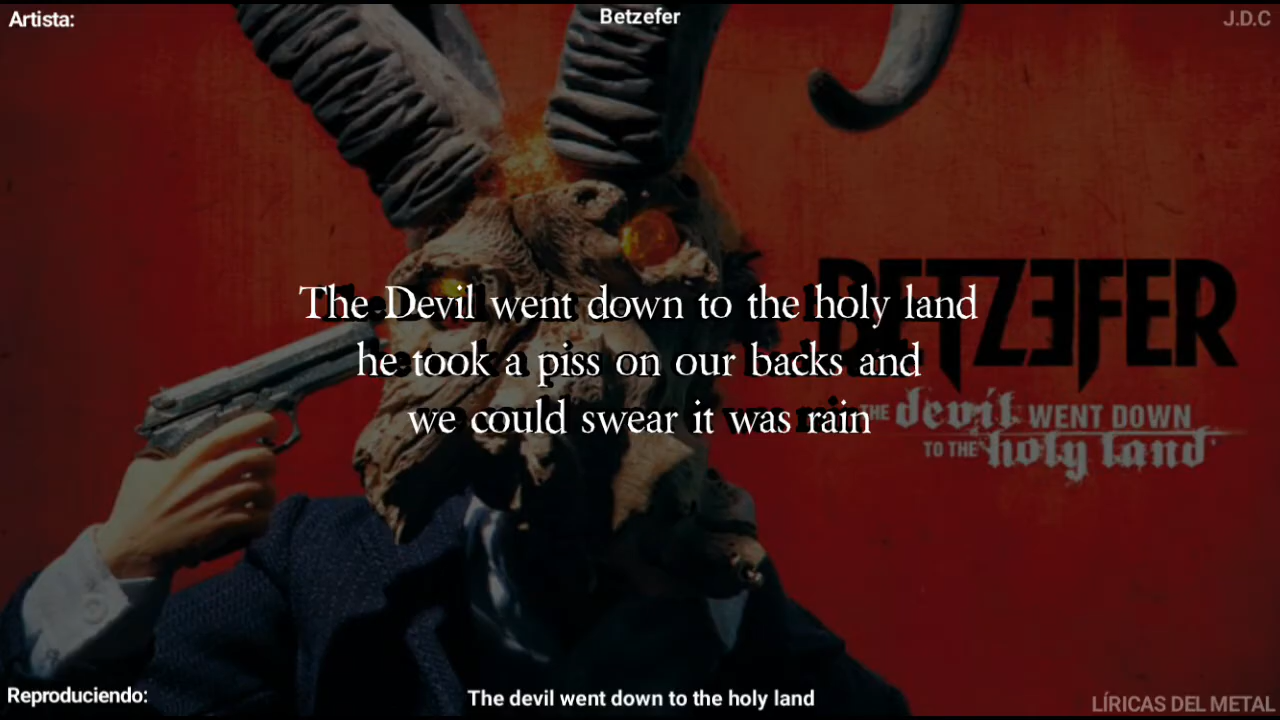 Artista:
Betzefer
J.D.C
The Devil went down to the holy land
he took a piss on our backs and
we could swear it was rain
BETZEFER
THE devil WENT DOWN
TO THE holy land
Reproduciendo:
The devil went down to the holy land
LÍRICAS DEL METAL